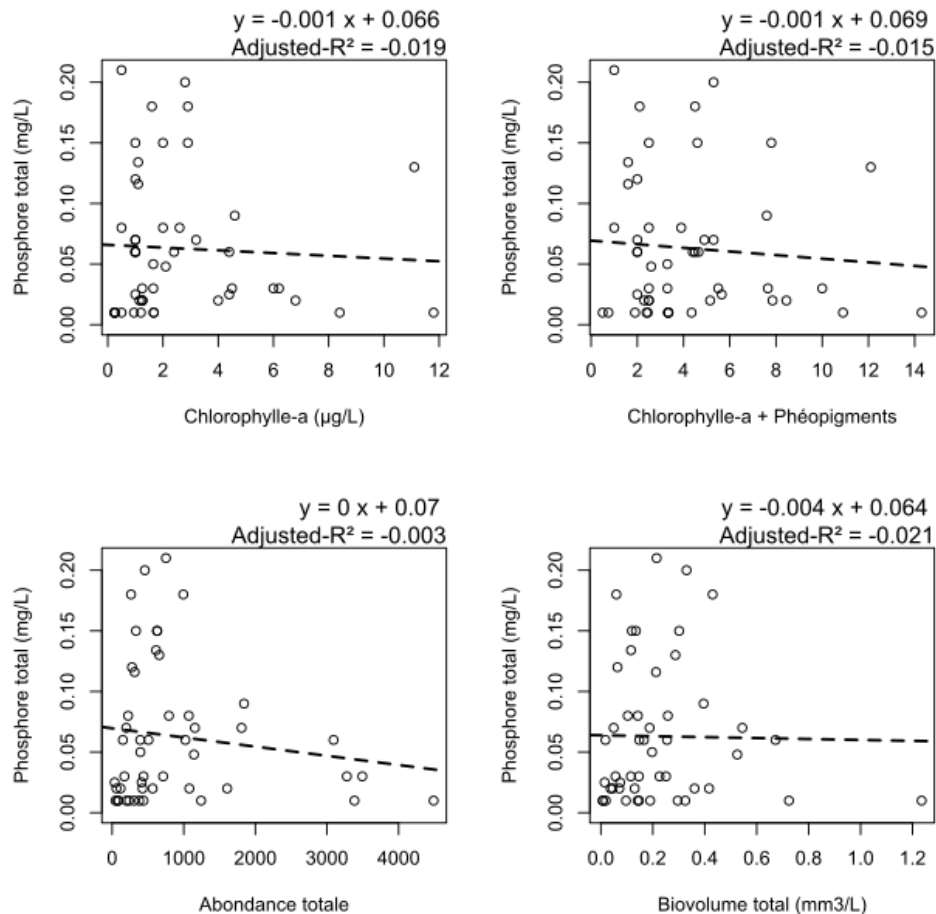 y = -0.001 x + 0.066
Adjusted-R² = -0.019
Phosphore total (mg/L)
0.00 0.05 0.10 0.15 0.20
0 2 4 6 8 10 12
Chlorophylle-a (µg/L)
y = -0.001 x + 0.069
Adjusted-R² = -0.015
Phosphore total (mg/L)
0.00 0.05 0.10 0.15 0.20
0 2 4 6 8 10 12 14
Chlorophylle-a + Phéopigments
y = 0 x + 0.07
Adjusted-R² = -0.003
Phosphore total (mg/L)
0.00 0.05 0.10 0.15 0.20
0 1000 2000 3000 4000
Abondance totale
y = -0.004 x + 0.064
Adjusted-R² = -0.021
Phosphore total (mg/L)
0.00 0.05 0.10 0.15 0.20
0.0 0.2 0.4 0.6 0.8 1.0 1.2
Biovolume total (mm3/L)